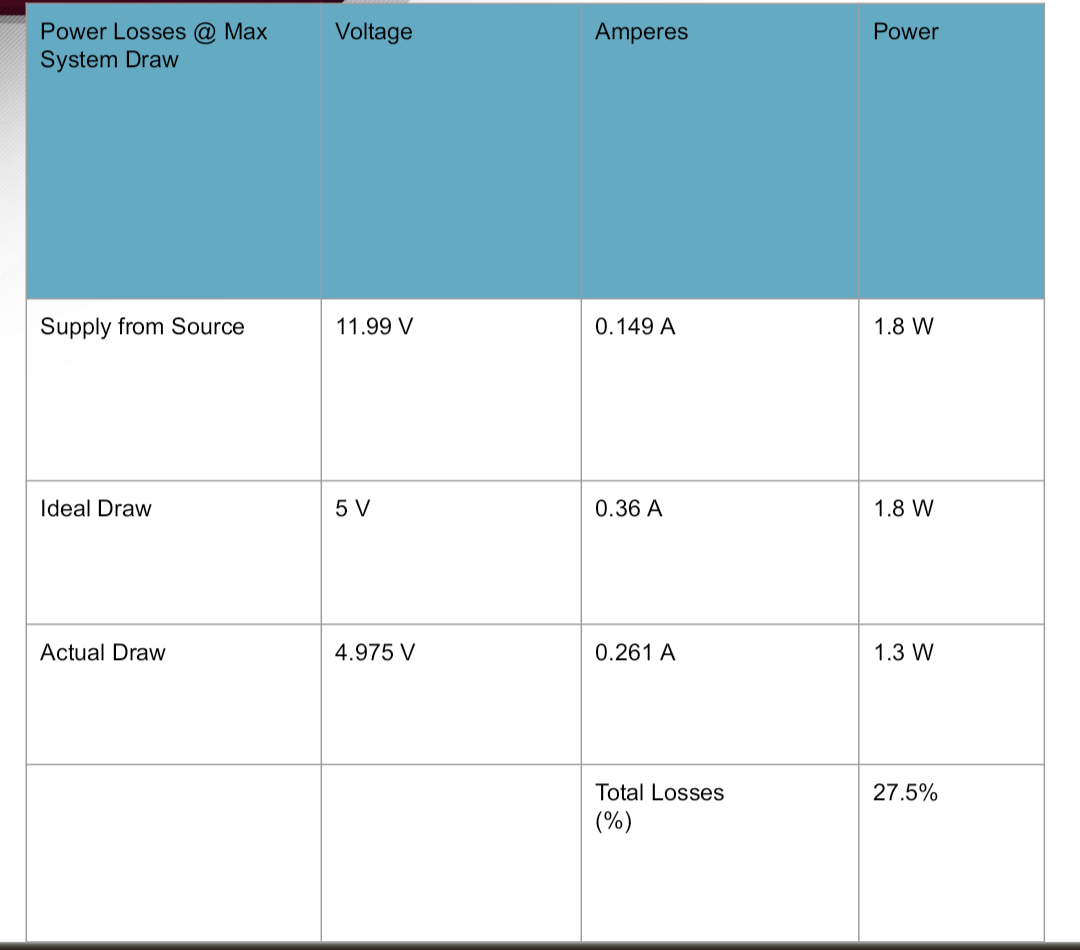 Power Losses @ Max
System Draw
Voltage
Amperes
Power
Supply from Source
11.99 V
0.149 A
1.8 W
Ideal Draw
5 V
0.36 A
1.8 W
Actual Draw
4.975 V
0.261 A
1.3 W
Total Losses
(%)
27.5%